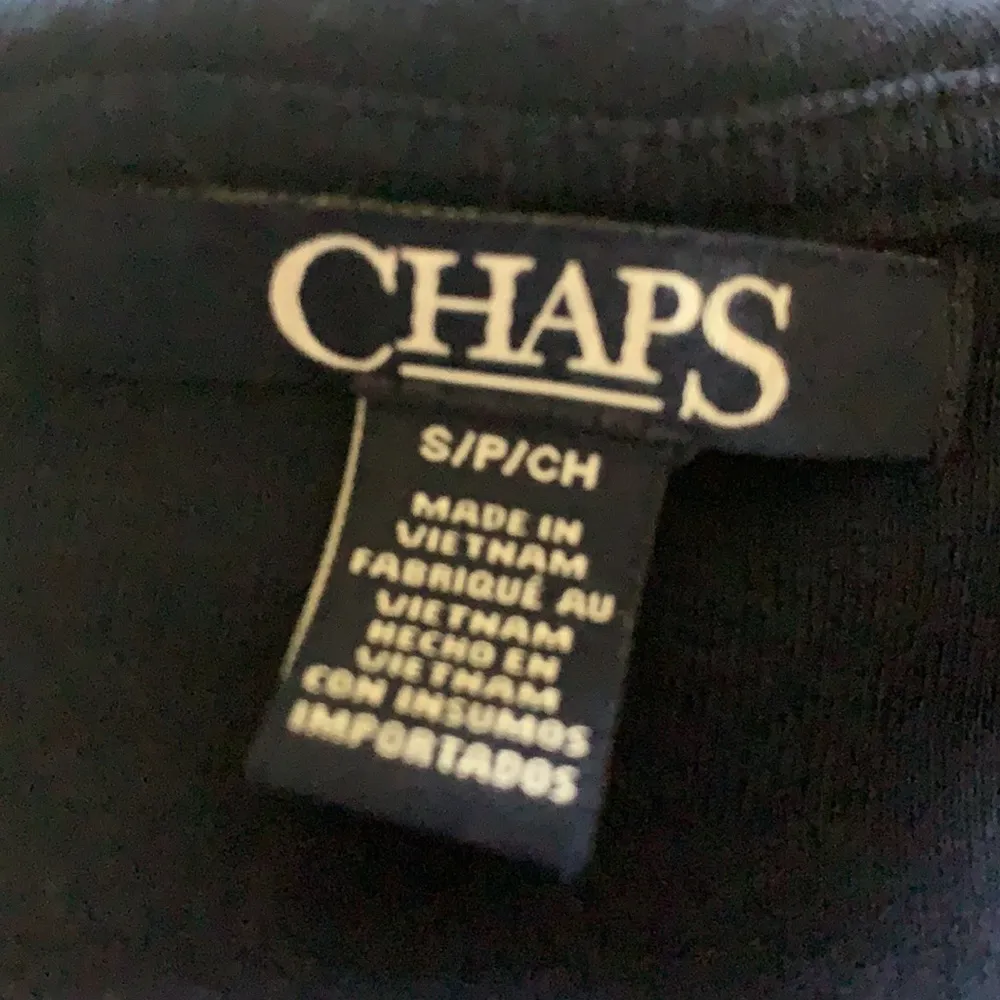 CHAPS
S/P/CH
MADE IN
VIETNAM
FABRIQUÉ AU
VIETNAM
HECHO EN
VIETNAM
CON INSUMOS
IMPORTADOS